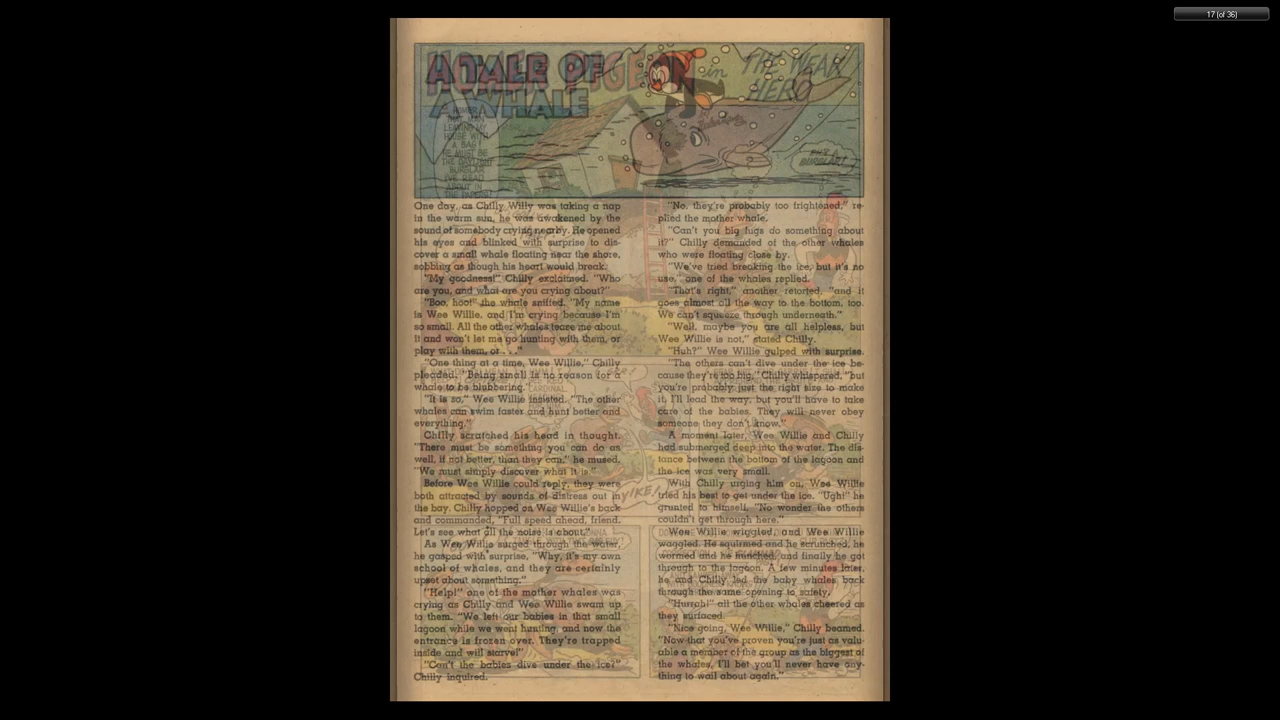 17 (of 36)
A TALE OF
A WHALE
HOMER PIGEON
in
THE WEAK
HERO
One day, as Chilly Willy was taking a nap
in the warm sun, he was awakened by the
sound of somebody crying nearby. He opened
his eyes and blinked with surprise to dis-
cover a small whale floating near the shore,
sobbing as though his heart would break.
"My goodness!" Chilly exclaimed. "Who
are you, and what are you crying about?"
"Boo, hoo!" the whale snifled. "My name
is Wee Willie, and I'm crying because I'm
so small. All the other whales tease me about
it and won't let me go hunting with them, or
play with them, or . . ."
"One thing at a time, Wee Willie," Chilly
pleaded. "Being small is no reason for a
whale to be blubbering."
"It is so," Wee Willie insisted. "The other
whales can swim faster and hunt better and
everything."
Chilly scratched his head in thought.
"There must be something you can do as
well, if not better, than they can," he mused.
"We must simply discover what it is."
Before Wee Willie could reply, they were
both attracted by sounds of distress out in
the bay. Chilly hopped on Wee Willie's back
and commanded, "Full speed ahead, friend.
Let's see what all the noise is about."
As Wee Willie surged through the water,
he gasped with surprise, "Why, it's my own
school of whales, and they are certainly
upset about something."
"Help!" one of the mother whales was
crying as Chilly and Wee Willie swam up
to them. "We left our babies in that small
lagoon while we went hunting, and now the
entrance is frozen over. They're trapped
inside and will starve!"
"Can't the babies dive under the ice?"
Chilly inquired.
"No, they're probably too frightened," re-
plied the mother whale.
"Can't you big lugs do something about
it?" Chilly demanded of the other whales
who were floating close by.
"We've tried breaking the ice, but it's no
use," one of the whales replied.
"That's right," another retorted, "and it
goes almost all the way to the bottom, too.
We can't squeeze through underneath."
"Well, maybe you are all helpless, but
Wee Willie is not," stated Chilly.
"Huh?" Wee Willie gulped with surprise.
"The others can't dive under the ice be-
cause they're too big," Chilly whispered, "but
you're probably just the right size to make
it. I'll lead the way, but you'll have to take
care of the babies. They will never obey
someone they don't know."
A moment later, Wee Willie and Chilly
had submerged deep into the water. The dis-
tance between the bottom of the lagoon and
the ice was very small.
With Chilly urging him on, Wee Willie
tried his best to get under the ice. "Ugh!" he
grunted to himself, "No wonder the others
couldn't get through here."
Wee Willie wiggled, and Wee Willie
waggled. He squirmed and he scrunched, he
wormed and he hunched, and finally he got
through to the lagoon. A few minutes later,
he and Chilly led the baby whales back
through the same opening to safety.
"Hurrah!" all the other whales cheered as
they surfaced.
"Nice going, Wee Willie," Chilly beamed.
"Now that you've proven you're just as valu-
able a member of the group as the biggest of
the whales, I'll bet you'll never have any-
thing to wail about again."
YIKE!